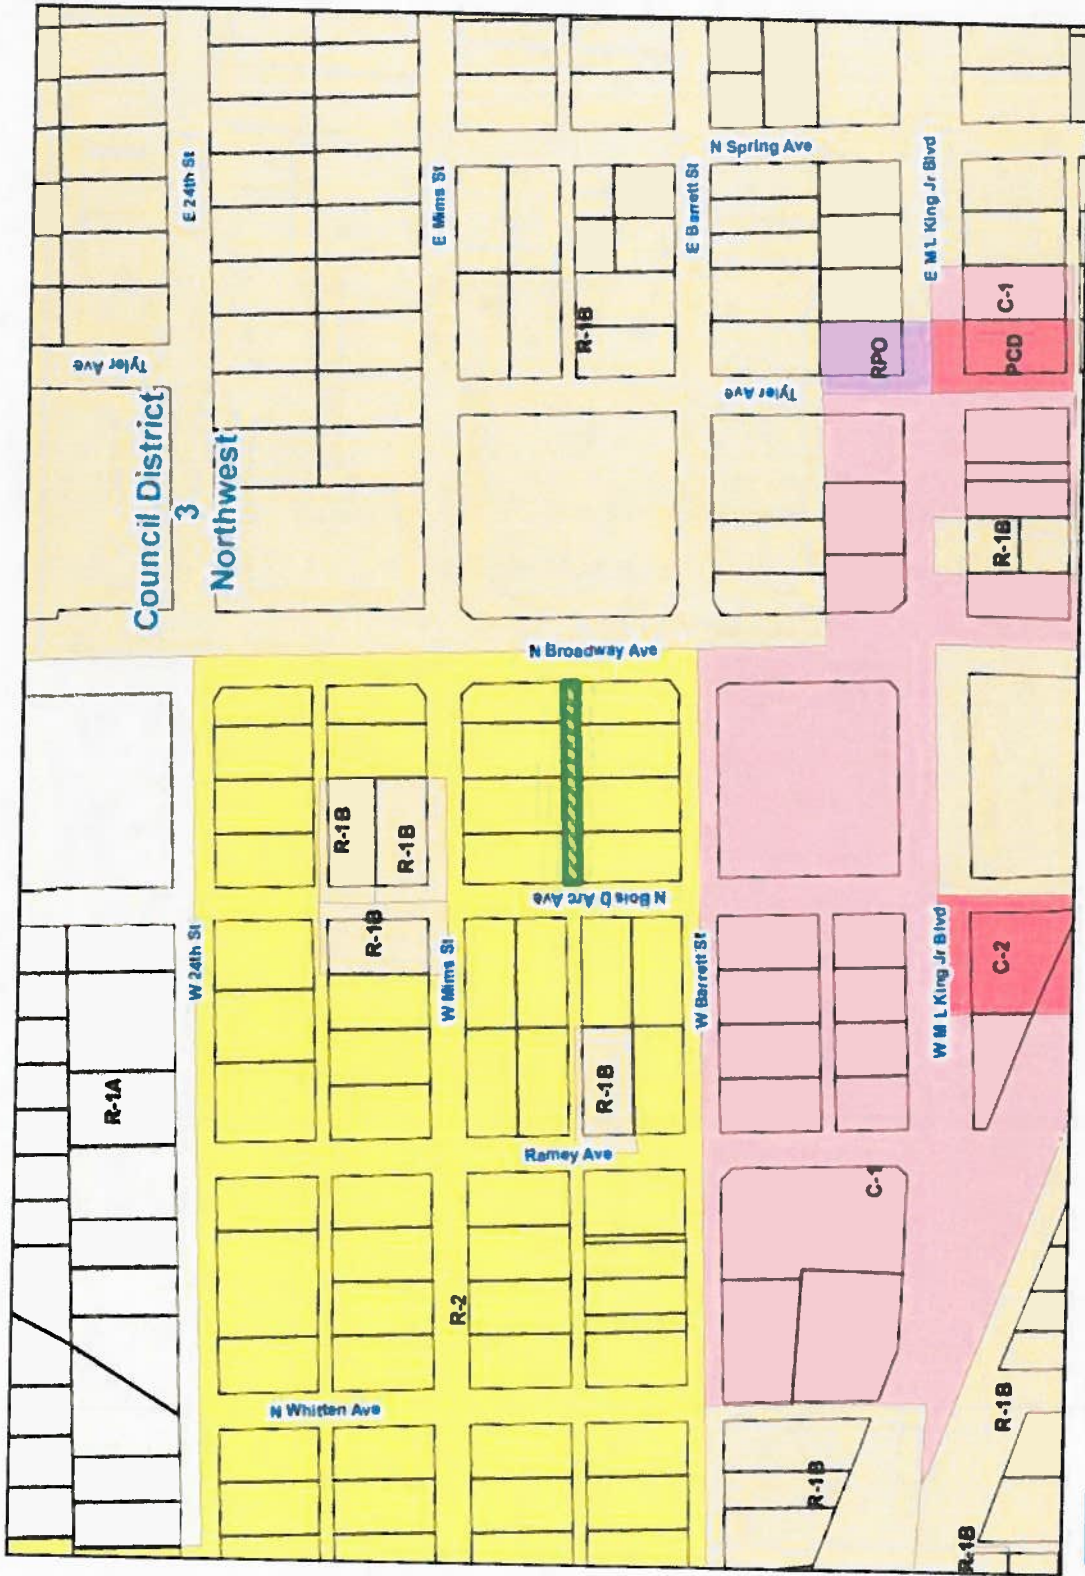 N Spring Ave
E 24th St
E Mims St
E Barrett St
E M L King Jr Blvd
C-1
R-1B
RPO
PCD
Tyler Ave
Tyler Ave
Council District
3
Northwest
R-1B
N Broadway Ave
R-1B
R-1B
N Bois D Arc Ave
R-1B
W 24th St
W Mims St
W Barrett St
W M L King Jr Blvd
C-2
R-1A
R-1B
Ramey Ave
C-1
R-2
N Whitten Ave
R-1B
R-1B
R-1B